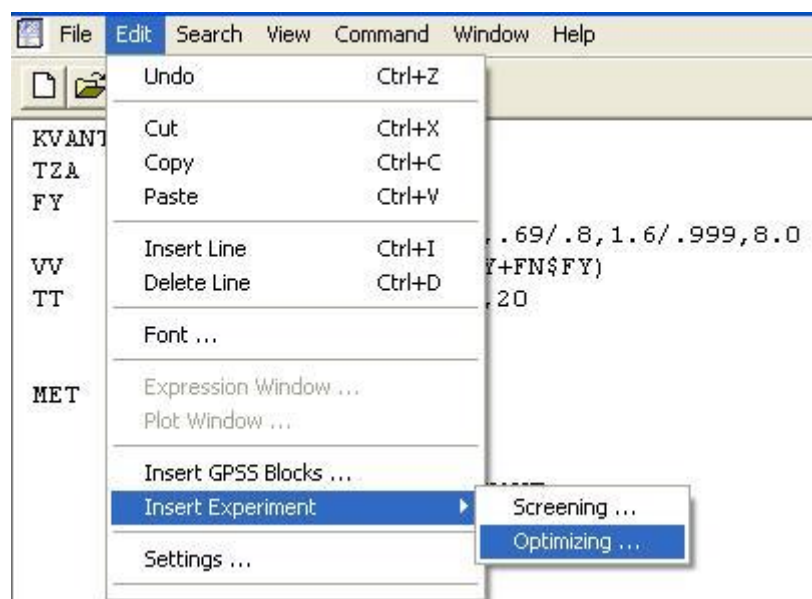 File Edit Search View Command Window Help
Undo Ctrl+Z
Cut Ctrl+X
Copy Ctrl+C
Paste Ctrl+V
Insert Line Ctrl+I
Delete Line Ctrl+D
Font ...
Expression Window ...
Plot Window ...
Insert GPSS Blocks ...
Insert Experiment
Settings ...
Screening ...
Optimizing ...
KVANT
TZA
FY
,.69/.8,1.6/.999,8.0
VV Y+FN$FY)
TT ,20
MET